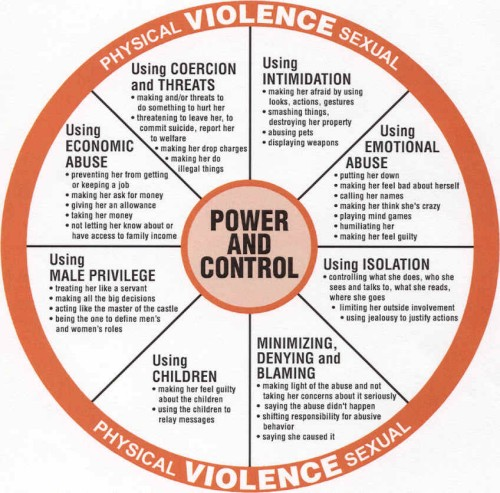 PHYSICAL VIOLENCE SEXUAL
Using COERCION
and THREATS
• making and/or threats to
do something to hurt her
• threatening to leave her, to
commit suicide, report her
to welfare
• making her drop charges
• making her do
illegal things
Using
INTIMIDATION
• making her afraid by using
looks, actions, gestures
• smashing things,
destroying her property
• abusing pets
• displaying weapons
Using
ECONOMIC
ABUSE
• preventing her from getting
or keeping a job
• making her ask for money
• giving her an allowance
• taking her money
• not letting her know about or
have access to family income
Using
EMOTIONAL
ABUSE
• putting her down
• making her feel bad about herself
• calling her names
• making her think she's crazy
• playing mind games
• humiliating her
• making her feel guilty
POWER
AND
CONTROL
Using
MALE PRIVILEGE
• treating her like a servant
• making all the big decisions
• acting like the master of the castle
• being the one to define men's
and women's roles
Using ISOLATION
• controlling what she does, who she
sees and talks to, what she reads,
where she goes
• limiting her outside involvement
• using jealousy to justify actions
Using
CHILDREN
• making her feel guilty
about the children
• using the children to
relay messages
MINIMIZING,
DENYING and
BLAMING
• making light of the abuse and not
taking her concerns about it seriously
• saying the abuse didn't happen
• shifting responsibility for abusive
behavior
• saying she caused it
PHYSICAL VIOLENCE SEXUAL